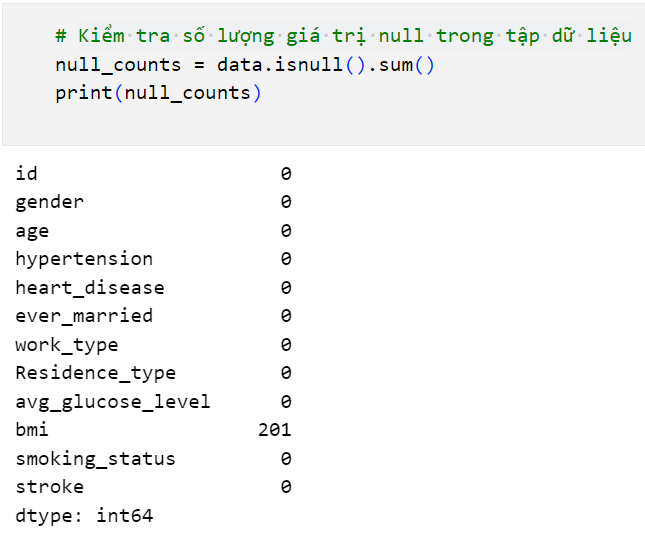 # Kiểm tra số lượng giá trị null trong tập dữ liệu
null_counts = data.isnull().sum()
print(null_counts)
id 0
gender 0
age 0
hypertension 0
heart_disease 0
ever_married 0
work_type 0
Residence_type 0
avg_glucose_level 0
bmi 201
smoking_status 0
stroke 0
dtype: int64